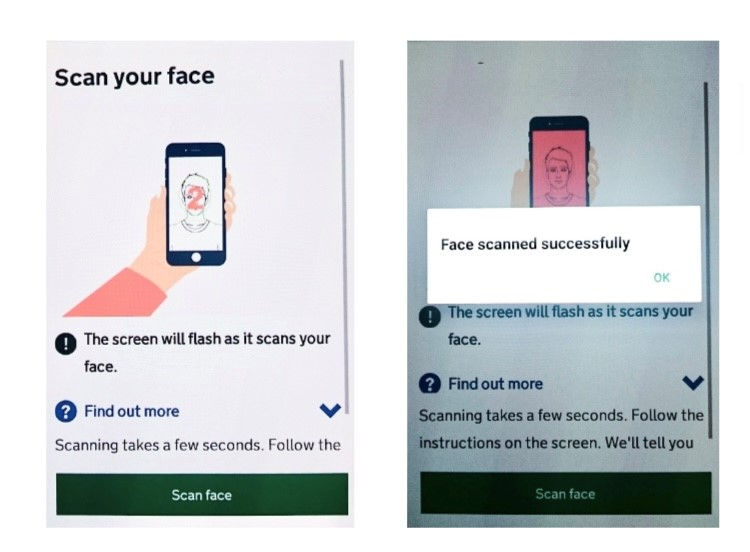 Scan your face
2
! The screen will flash as it scans your
face.
? Find out more
Scanning takes a few seconds. Follow the
Scan face
Face scanned successfully
OK
! The screen will flash as it scans your
face.
? Find out more
Scanning takes a few seconds. Follow the
instructions on the screen. We'll tell you
Scan face